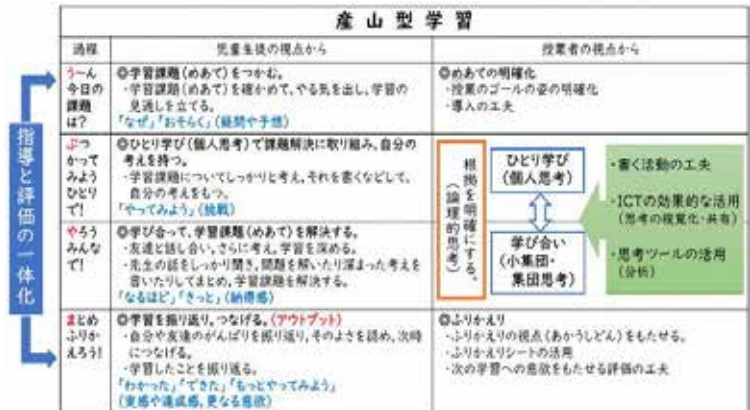 産山型学習
過程
児童生徒の視点から
授業者の視点から
指導と評価の一体化
う～ん
今日の
課題
は?
◎学習課題(めあて)をつかむ。
・学習課題(めあて)を確かめて、やる気を出し、学習の
見通しを立てる。
「なぜ」「おそらく」(疑問や予想)
◎めあての明確化
・授業のゴールの姿の明確化
・導入の工夫
ぶつ
かって
みよう
ひとり
で!
◎ひとり学び(個人思考)で課題解決に取り組み、自分の
考えを持つ。
・学習課題についてしっかりと考え、それを書くなどして、
自分の考えをもつ。
「やってみよう」(挑戦)
やろう
みんな
で!
◎学び合って、学習課題(めあて)を解決する。
・友達と話し合い、さらに考え、学習を深める。
・先生の話をしっかり聞き、問題を解いたり深まった考えを
書いたりしてまとめ、学習課題を解決する。
「なるほど」「きっと」(納得感)
根拠を明確にする。
(論理的思考)
ひとり学び
(個人思考)
学び合い
(小集団・
集団思考)
・書く活動の工夫
・ICTの効果的な活用
(思考の視覚化・共有)
・思考ツールの活用
(分析)
まとめ
ふりか
えろう!
◎学習を振り返り、つなげる。(アウトプット)
・自分や友達のがんばりを振り返り、そのよさを認め、次時
につなげる。
・学習したことを振り返る。
「わかった」「できた」「もっとやってみよう」
(実感や達成感、更なる意欲)
◎ふりかえり
・ふりかえりの視点(あかうしどん)をもたせる。
・ふりかえりシートの活用
・次の学習への意欲をもたせる評価の工夫